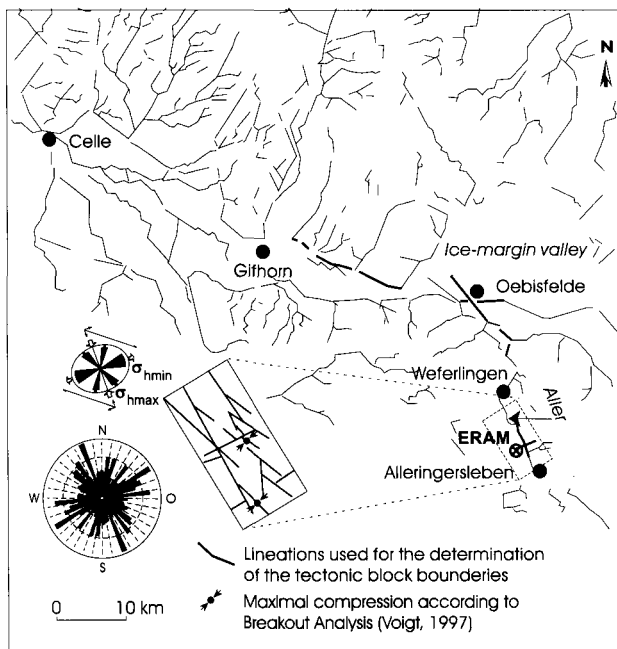 N
Celle
Ice-margin valley
Gifhorn
Oebisfelde
σhmin
σhmax
Weferlingen
Aller
ERAM
Alleringersleben
N
W
O
S
Lineations used for the determination
of the tectonic block bounderies
0 10 km
Maximal compression according to
Breakout Analysis (Voigt, 1997)